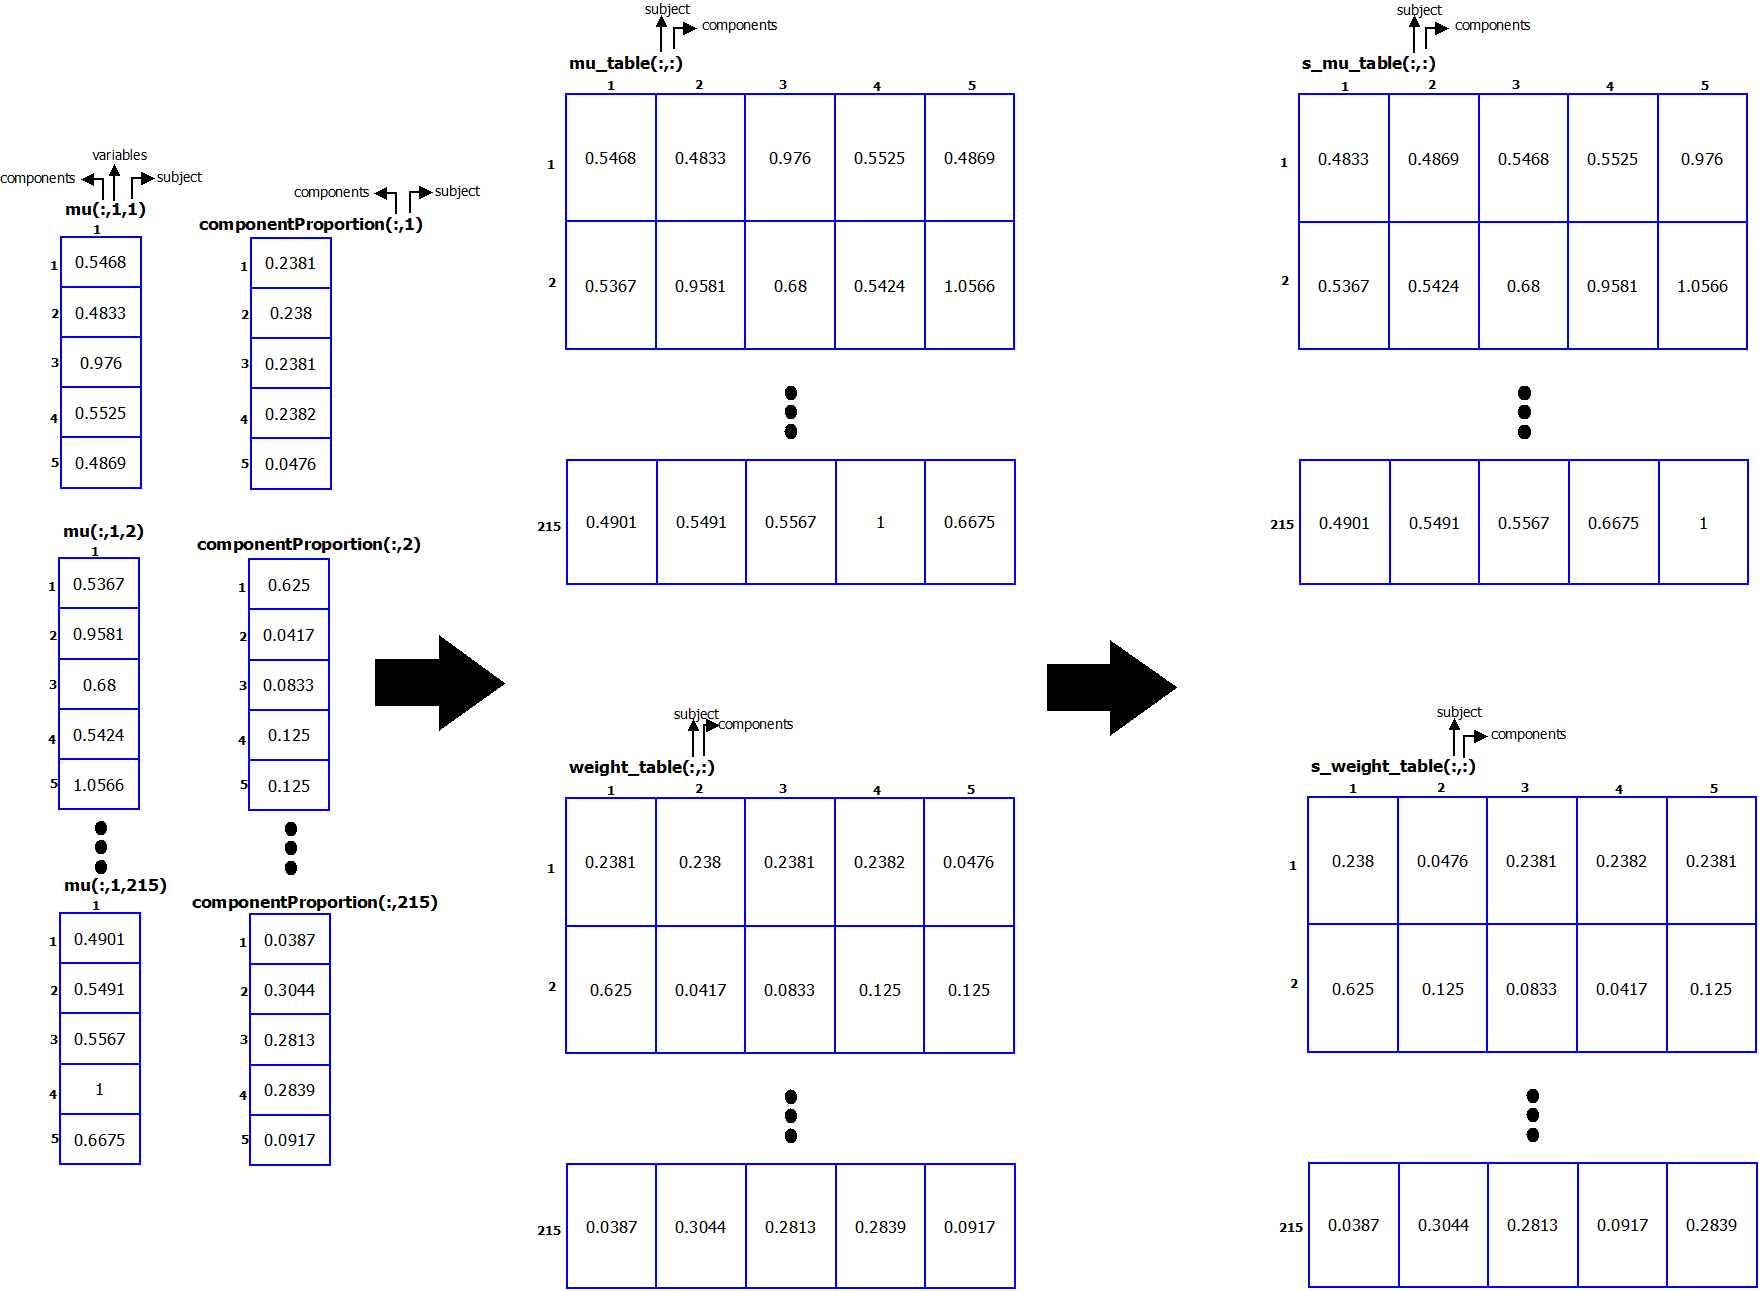 variables
components
subject
mu(:,1,1)
1
1 0.5468
2 0.4833
3 0.976
4 0.5525
5 0.4869
components
subject
componentProportion(:,1)
1 0.2381
2 0.238
3 0.2381
4 0.2382
5 0.0476
mu(:,1,2)
1
1 0.5367
2 0.9581
3 0.68
4 0.5424
5 1.0566
componentProportion(:,2)
1 0.625
2 0.0417
3 0.0833
4 0.125
5 0.125
mu(:,1,215)
1
1 0.4901
2 0.5491
3 0.5567
4 1
5 0.6675
componentProportion(:,215)
1 0.0387
2 0.3044
3 0.2813
4 0.2839
5 0.0917
subject
components
mu_table(:,:)
1 2 3 4 5
1 0.5468 0.4833 0.976 0.5525 0.4869
2 0.5367 0.9581 0.68 0.5424 1.0566
215 0.4901 0.5491 0.5567 1 0.6675
subject
components
weight_table(:,:)
1 2 3 4 5
1 0.2381 0.238 0.2381 0.2382 0.0476
2 0.625 0.0417 0.0833 0.125 0.125
215 0.0387 0.3044 0.2813 0.2839 0.0917
subject
components
s_mu_table(:,:)
1 2 3 4 5
1 0.4833 0.4869 0.5468 0.5525 0.976
2 0.5367 0.5424 0.68 0.9581 1.0566
215 0.4901 0.5491 0.5567 0.6675 1
subject
components
s_weight_table(:,:)
1 2 3 4 5
1 0.238 0.0476 0.2381 0.2382 0.2381
2 0.625 0.125 0.0833 0.0417 0.125
215 0.0387 0.3044 0.2813 0.0917 0.2839